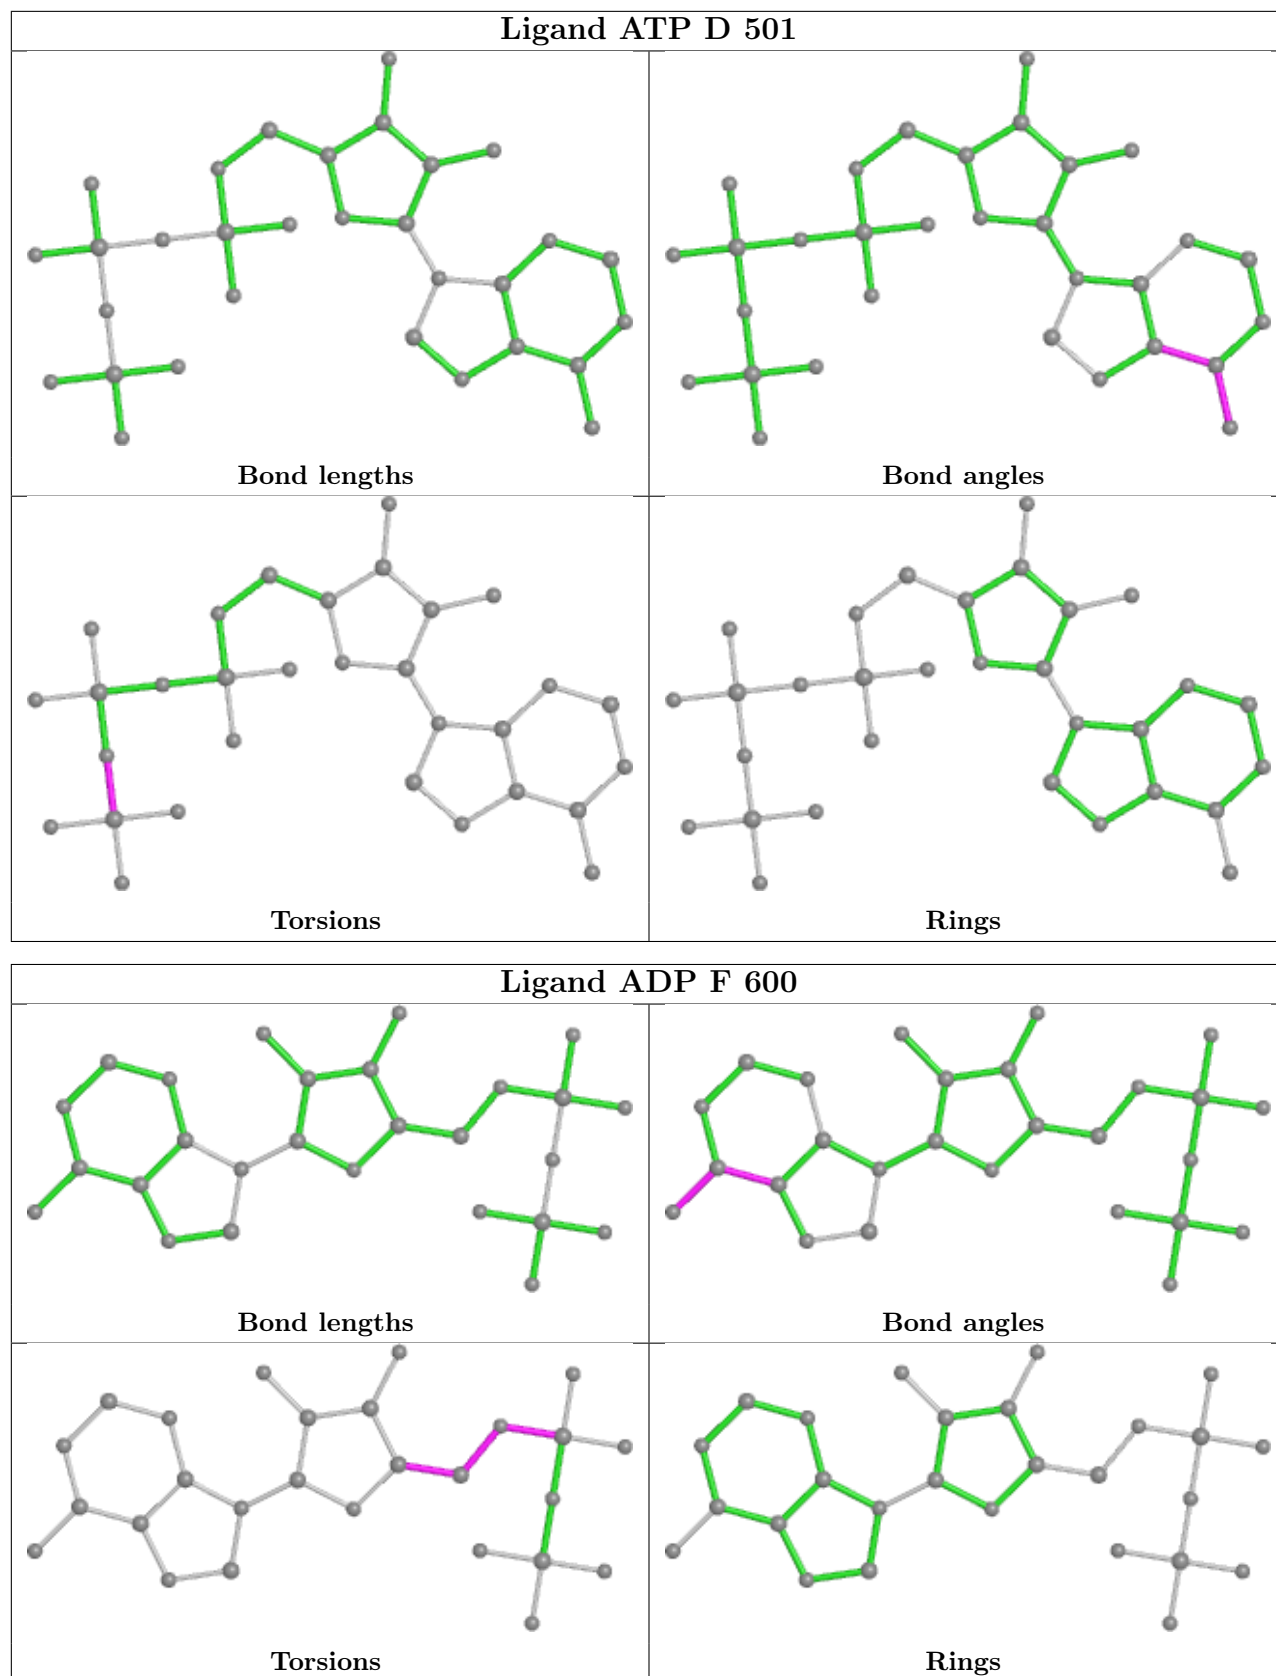 Ligand ATP D 501
Bond lengths
Bond angles
Torsions
Rings
Ligand ADP F 600
Bond lengths
Bond angles
Torsions
Rings